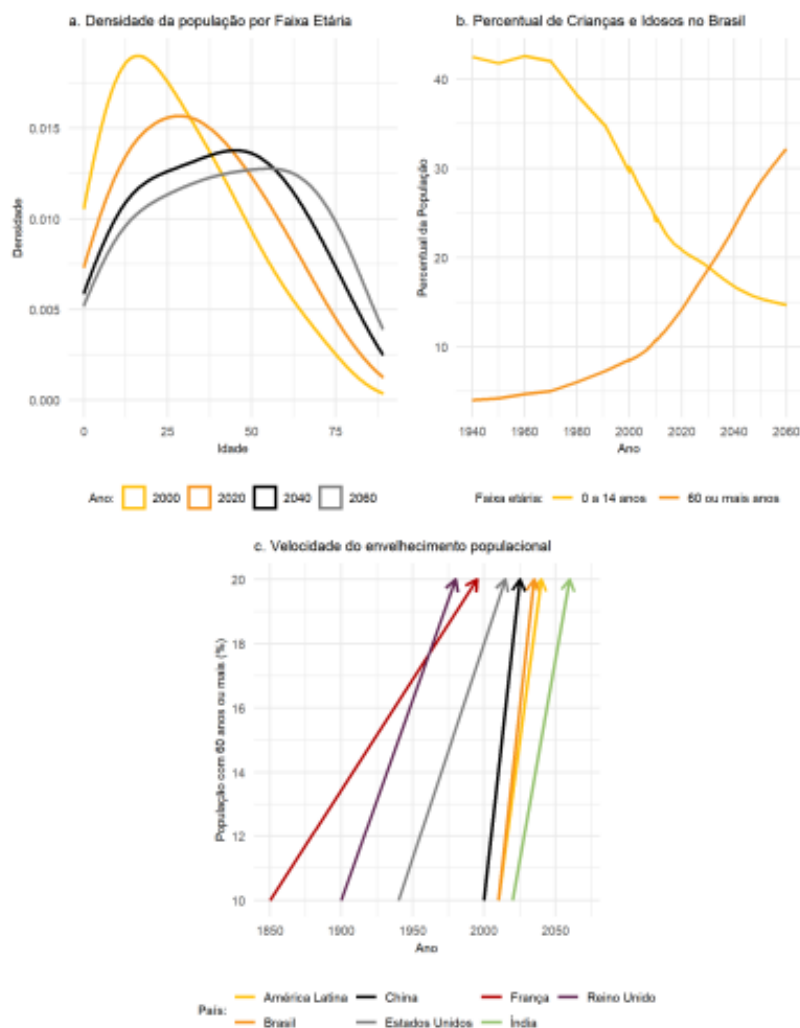 a. Densidade da população por Faixa Etária
0.015
0.010
0.005
0.000
Densidade
0 25 50 75
Idade
Ano: 2000 2020 2040 2060
b. Percentual de Crianças e Idosos no Brasil
40
30
20
10
Percentual da População
1940 1960 1980 2000 2020 2040 2060
Ano
Faixa etária: 0 a 14 anos 60 ou mais anos
c. Velocidade do envelhecimento populacional
20
18
16
14
12
10
População com 60 anos ou mais (%)
1850 1900 1950 2000 2050
Ano
País:
América Latina China França Reino Unido
Brasil Estados Unidos Índia